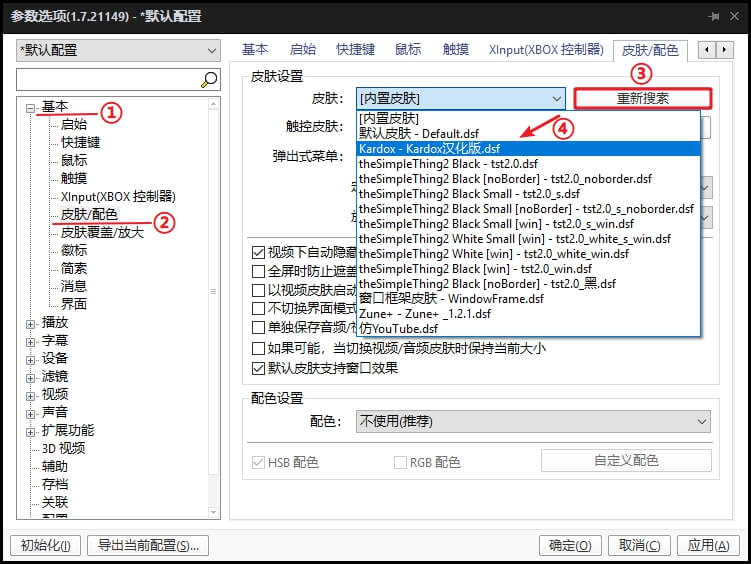 参数选项(1.7.21149) - *默认配置
*默认配置
基本
①
启始
快捷键
鼠标
触摸
XInput(XBOX 控制器)
皮肤/配色
②
皮肤覆盖/放大
徽标
简索
消息
界面
播放
字幕
设备
滤镜
视频
声音
扩展功能
3D 视频
辅助
存档
关联
基本 启始 快捷键 鼠标 触摸 XInput(XBOX 控制器) 皮肤/配色
皮肤设置
③
皮肤: [内置皮肤] 重新搜索
触控皮肤:
弹出式菜单:
[内置皮肤]
④
默认皮肤 - Default.dsf
Kardox - Kardox汉化版.dsf
theSimpleThing2 Black - tst2.0.dsf
theSimpleThing2 Black [noBorder] - tst2.0_noborder.dsf
theSimpleThing2 Black Small - tst2.0_s.dsf
theSimpleThing2 Black Small [noBorder] - tst2.0_s_noborder.dsf
theSimpleThing2 Black Small [win] - tst2.0_s_win.dsf
theSimpleThing2 White Small [win] - tst2.0_white_s_win.dsf
theSimpleThing2 White [win] - tst2.0_white_win.dsf
theSimpleThing2 Black [win] - tst2.0_win.dsf
theSimpleThing2 Black [noBorder] - tst2.0_黑.dsf
窗口框架皮肤 - WindowFrame.dsf
Zune+ - Zune+ _1.2.1.dsf
仿YouTube.dsf
视频下自动隐藏
全屏时防止遮盖
以视频皮肤启动
不切换界面模式
单独保存音频/
如果可能，当切换视频/音频皮肤时保持当前大小
默认皮肤支持窗口效果
配色设置
配色: 不使用(推荐)
HSB 配色 RGB 配色 自定义配色
初始化(I) 导出当前配置(S)... 确定(O) 取消(C) 应用(A)